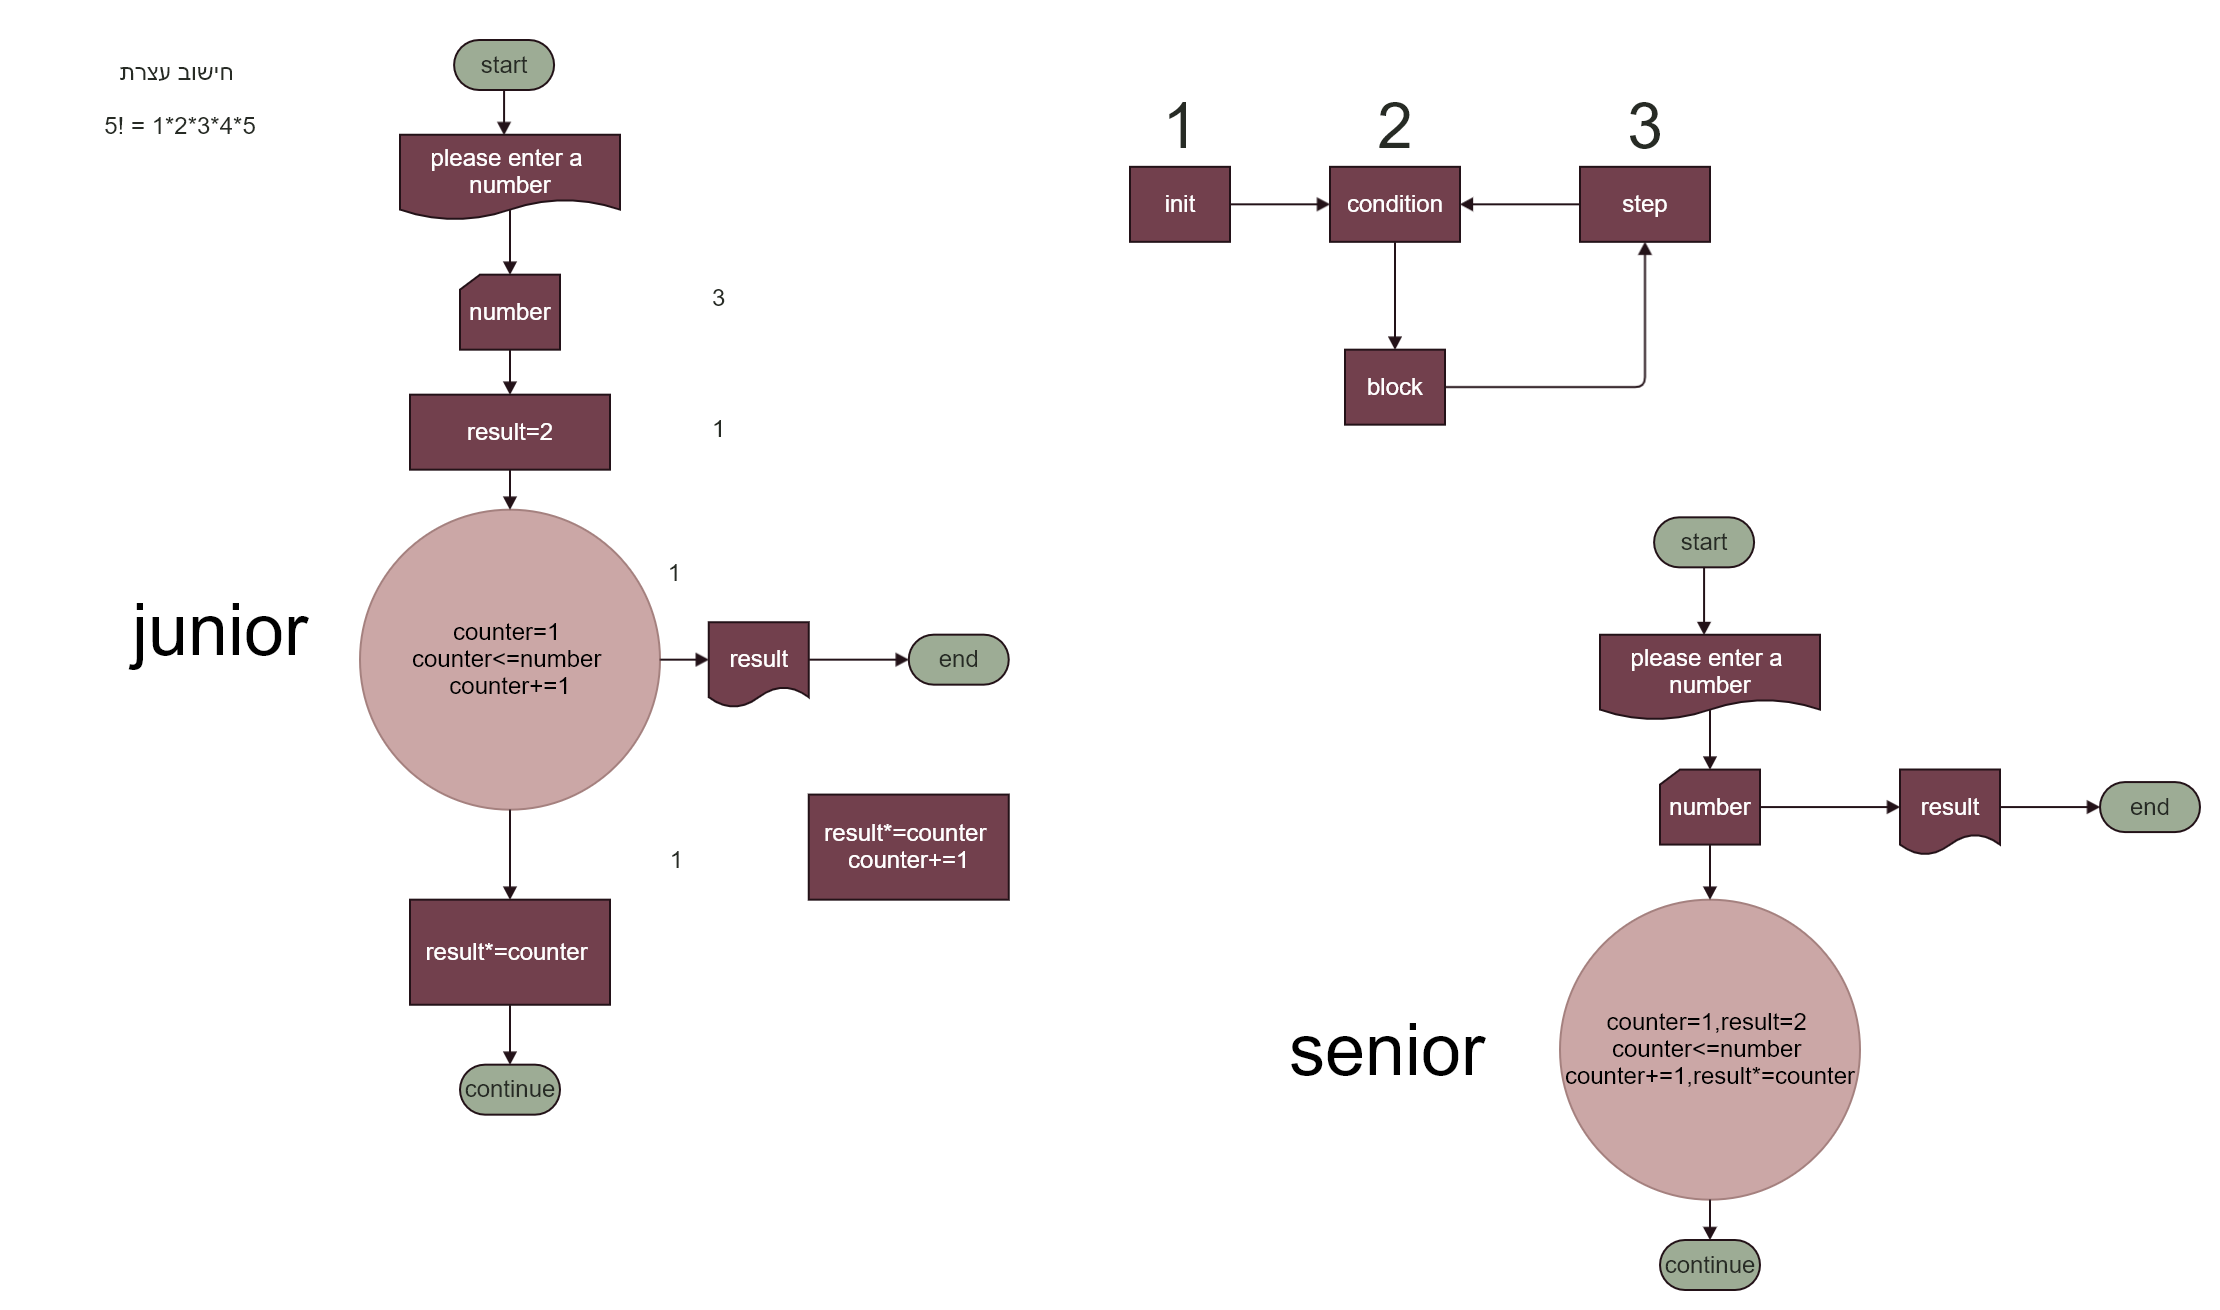 חישוב עצרת
5! = 1*2*3*4*5
start
please enter a
number
number
3
result=2
1
junior
counter=1
counter<=number
counter+=1
1
result
end
result*=counter
counter+=1
1
result*=counter
continue
1
2
3
init
condition
step
block
start
please enter a
number
number
result
end
senior
counter=1,result=2
counter<=number
counter+=1,result*=counter
continue